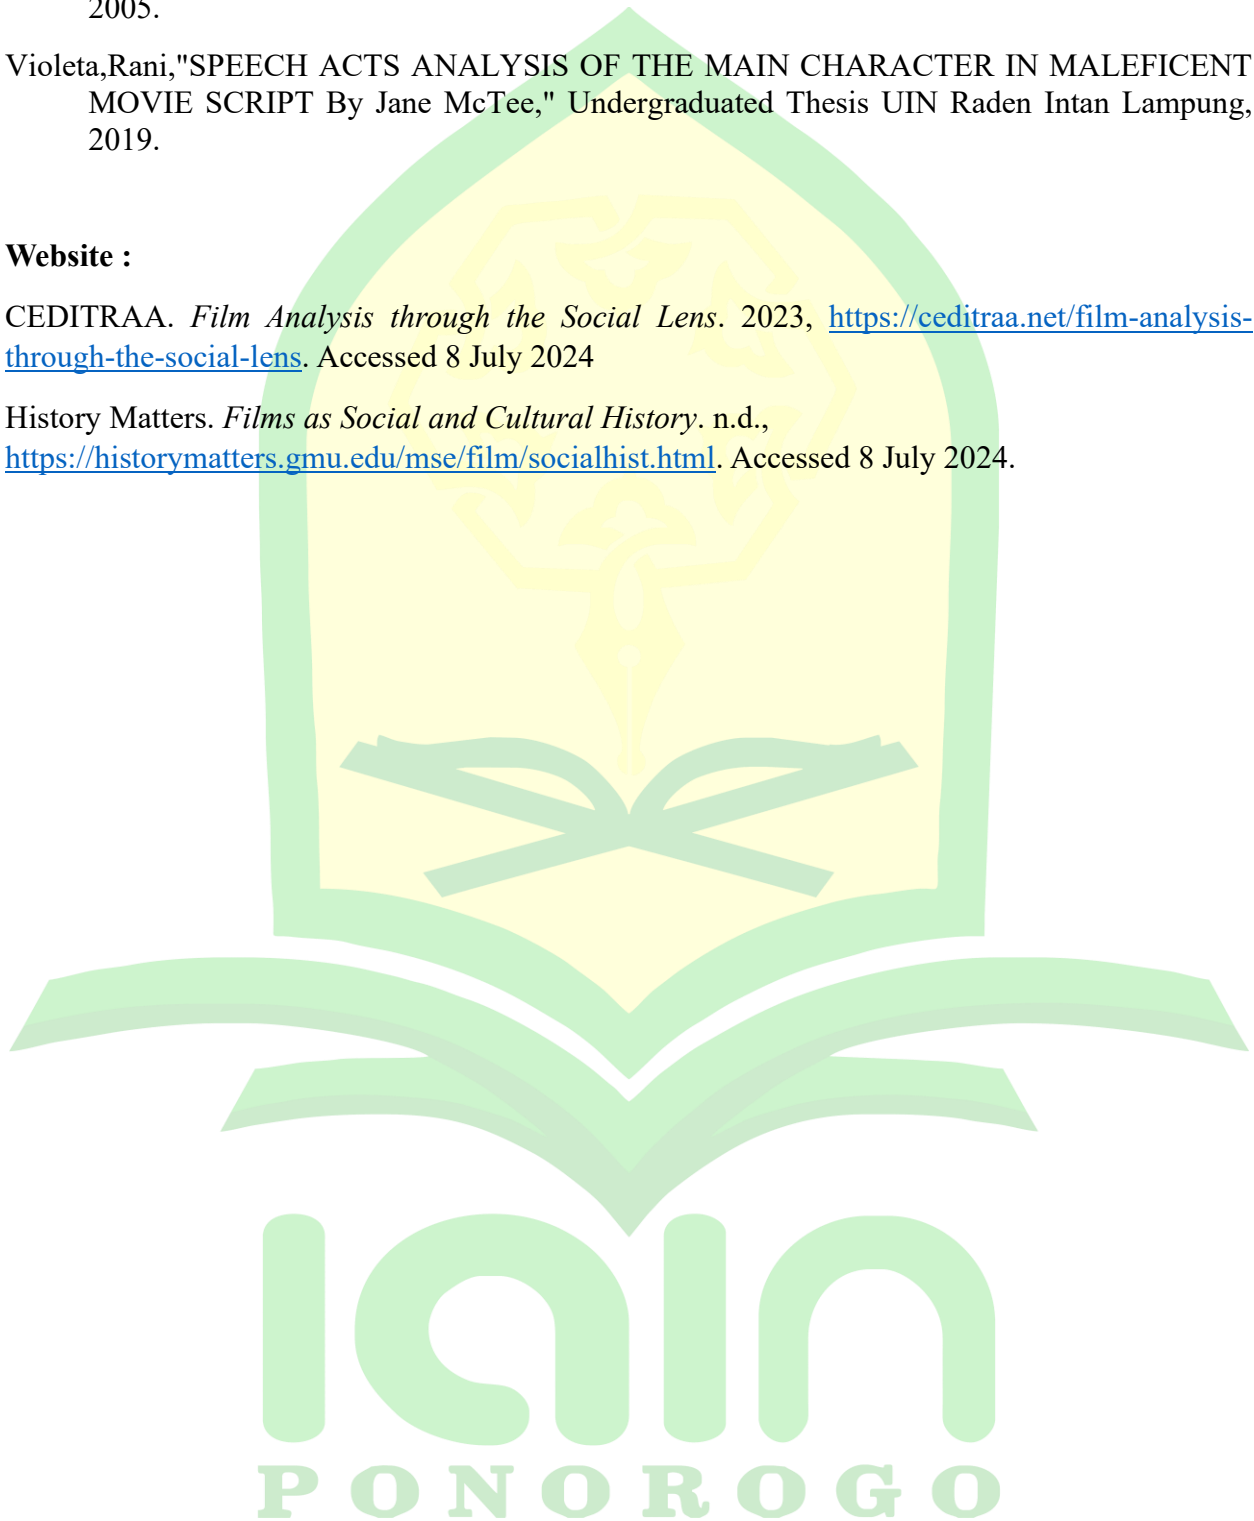 2005.
Violeta,Rani,"SPEECH ACTS ANALYSIS OF THE MAIN CHARACTER IN MALEFICENT
MOVIE SCRIPT By Jane McTee," Undergraduated Thesis UIN Raden Intan Lampung,
2019.
Website :
CEDITRAA. Film Analysis through the Social Lens. 2023, https://ceditraa.net/film-analysis-
through-the-social-lens. Accessed 8 July 2024
History Matters. Films as Social and Cultural History. n.d.,
https://historymatters.gmu.edu/mse/film/socialhist.html. Accessed 8 July 2024.
iain
PONOROGO